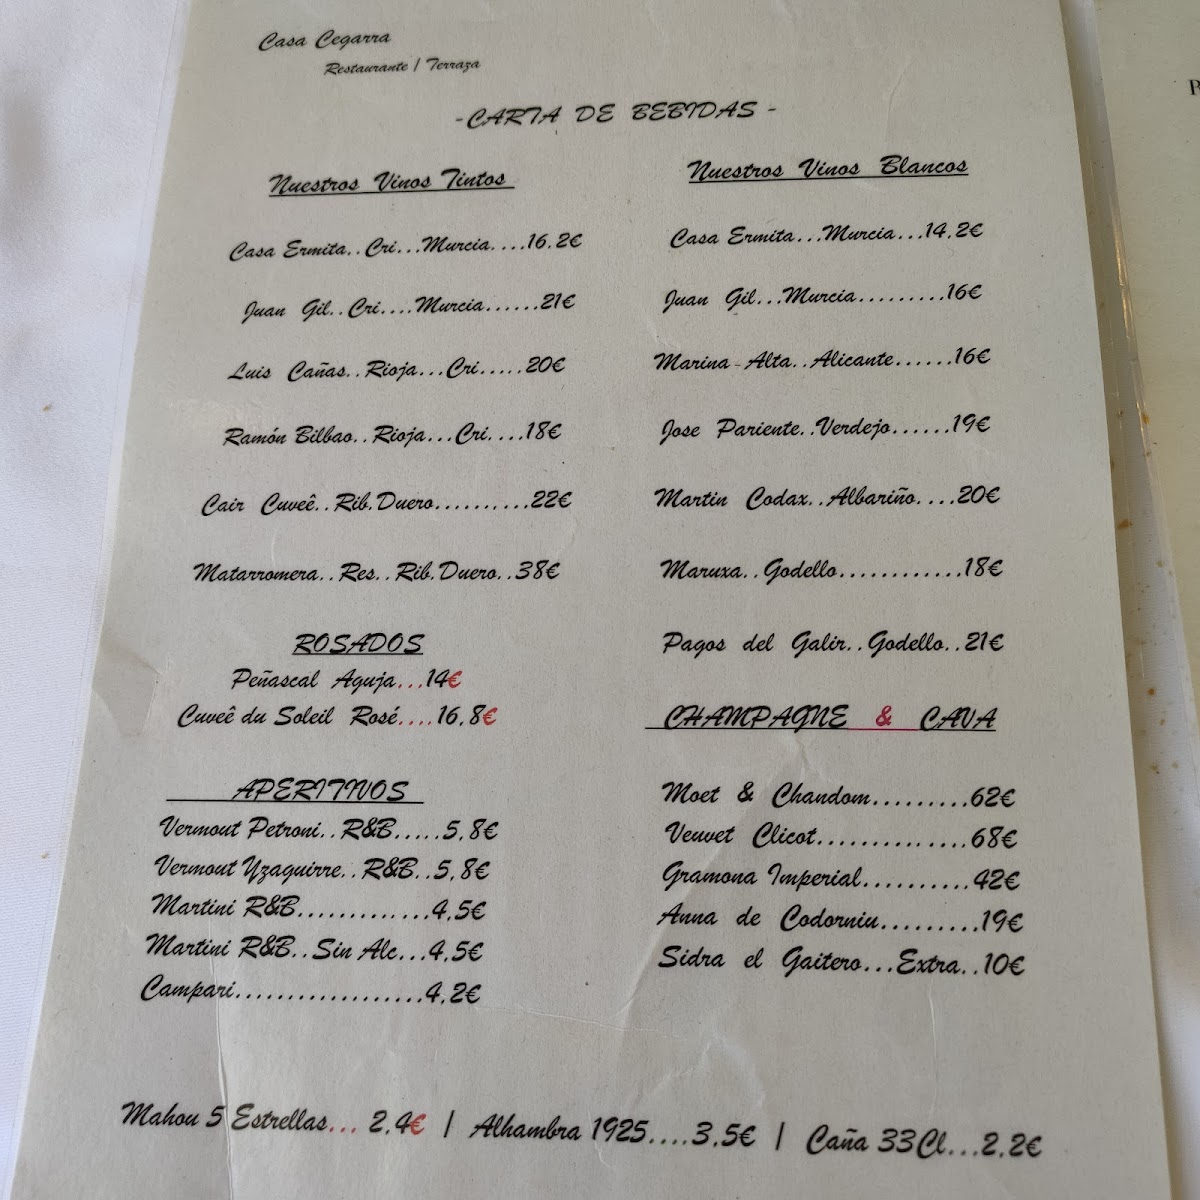 Casa Cegarra
Restaurante | Terraza
-CARTA DE BEBIDAS -
Nuestros Vinos Tintos
Casa Ermita..Cri...Murcia....16.2€
Juan Gil..Cri....Murcia......21€
Luis Cañas..Rioja...Cri.....20€
Ramón Bilbao..Rioja...Cri....18€
Cair Cuveê..Rib.Duero..........22€
Matarromera..Res..Rib.Duero..38€
ROSADOS
Peñascal Aguja...14€
Cuveê du Soleil Rosé....16,8€
APERITIVOS
Vermout Petroni..R&B.....5,8€
Vermout Yzaguirre..R&B..5,8€
Martini R&B.............4,5€
Martini R&B..Sin Alc...4,5€
Campari...................4,2€
Nuestros Vinos Blancos
Casa Ermita...Murcia...14.2€
Juan Gil...Murcia.........16€
Marina-Alta..Alicante......16€
Jose Pariente..Verdejo......19€
Martin Codax..Albariño....20€
Maruxa..Godello............18€
Pagos del Galir..Godello..21€
CHAMPAGNE & CAVA
Moet & Chandom.........62€
Veuvet Clicot...............68€
Gramona Imperial..........42€
Anna de Codorniu.........19€
Sidra el Gaitero...Extra..10€
Mahou 5 Estrellas... 2,4€ | Alhambra 1925....3,5€ | Caña 33Cl...2,2€
R